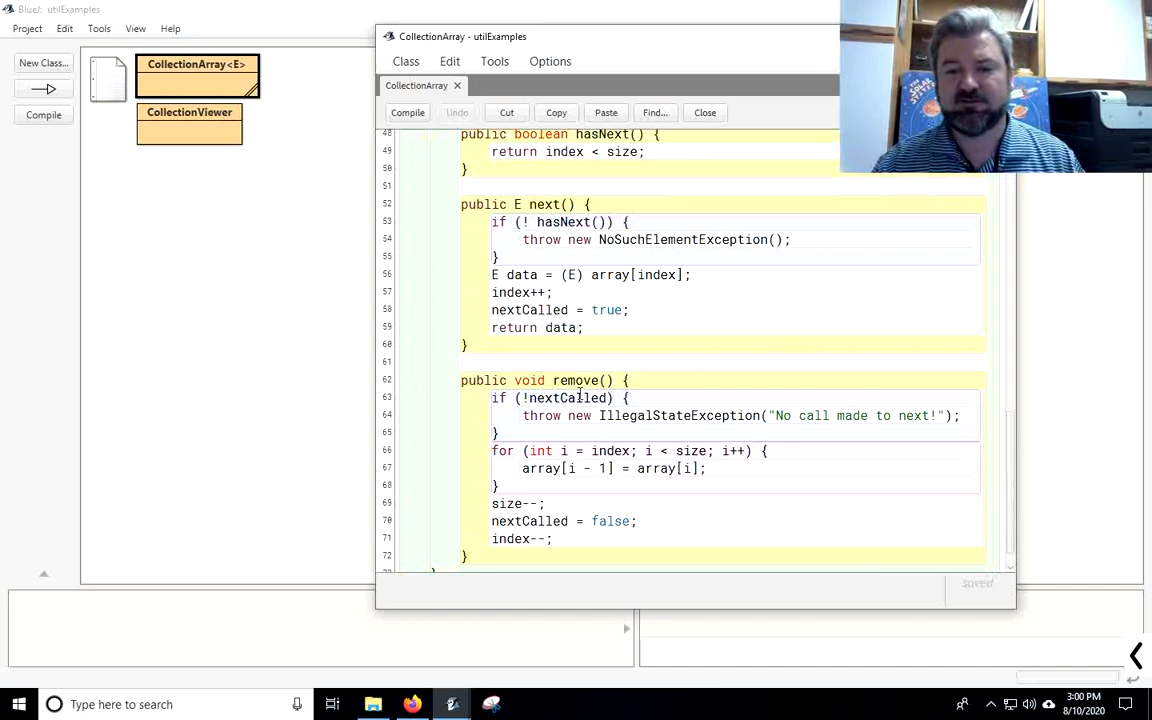 BlueJ: utilExamples
Project Edit Tools View Help
New Class...
Compile
CollectionArray<E>
CollectionViewer
CollectionArray - utilExamples
Class Edit Tools Options
CollectionArray
Compile Undo Cut Copy Paste Find... Close
48 public boolean hasNext() {
49 return index < size;
50 }
51
52 public E next() {
53 if (! hasNext()) {
54 throw new NoSuchElementException();
55 }
56 E data = (E) array[index];
57 index++;
58 nextCalled = true;
59 return data;
60 }
61
62 public void remove() {
63 if (!nextCalled) {
64 throw new IllegalStateException("No call made to next!");
65 }
66 for (int i = index; i < size; i++) {
67 array[i - 1] = array[i];
68 }
69 size--;
70 nextCalled = false;
71 index--;
72 }
}
saved
THE SOLAR
Type here to search
3:00 PM
8/10/2020